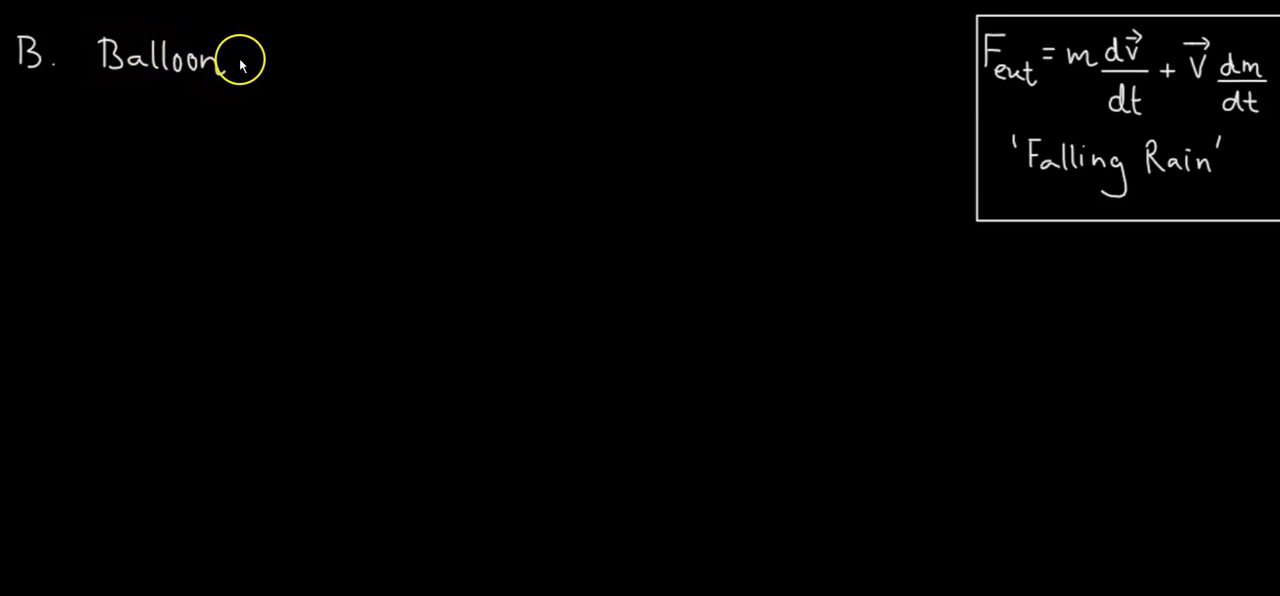 B. Balloon
F_ext = m dv⃗/dt + v⃗ dm/dt
'Falling Rain'